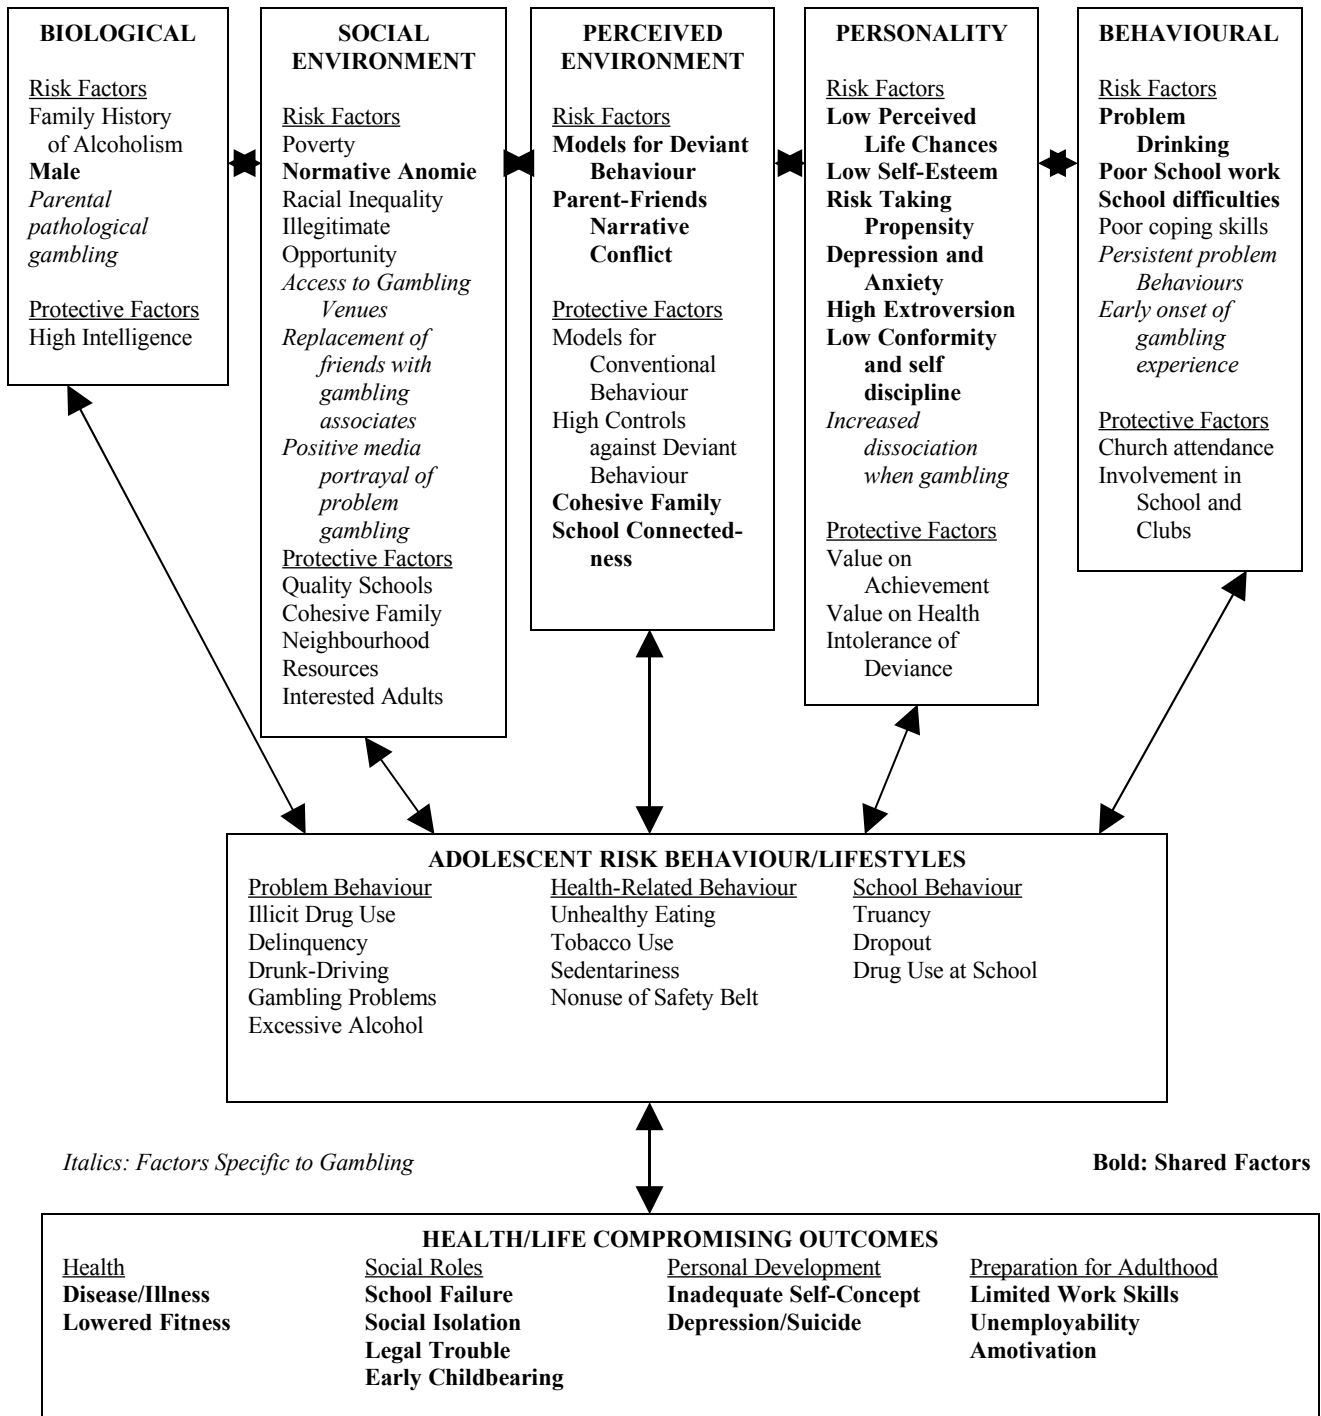 BIOLOGICAL
Risk Factors
Family History
of Alcoholism
Male
Parental
pathological
gambling
Protective Factors
High Intelligence
SOCIAL
ENVIRONMENT
Risk Factors
Poverty
Normative Anomie
Racial Inequality
Illegitimate
Opportunity
Access to Gambling
Venues
Replacement of
friends with
gambling
associates
Positive media
portrayal of
problem
gambling
Protective Factors
Quality Schools
Cohesive Family
Neighbourhood
Resources
Interested Adults
PERCEIVED
ENVIRONMENT
Risk Factors
Models for Deviant
Behaviour
Parent-Friends
Narrative
Conflict
Protective Factors
Models for
Conventional
Behaviour
High Controls
against Deviant
Behaviour
Cohesive Family
School Connected-
ness
PERSONALITY
Risk Factors
Low Perceived
Life Chances
Low Self-Esteem
Risk Taking
Propensity
Depression and
Anxiety
High Extroversion
Low Conformity
and self
discipline
Increased
dissociation
when gambling
Protective Factors
Value on
Achievement
Value on Health
Intolerance of
Deviance
BEHAVIOURAL
Risk Factors
Problem
Drinking
Poor School work
School difficulties
Poor coping skills
Persistent problem
Behaviours
Early onset of
gambling
experience
Protective Factors
Church attendance
Involvement in
School and
Clubs
ADOLESCENT RISK BEHAVIOUR/LIFESTYLES
Problem Behaviour
Illicit Drug Use
Delinquency
Drunk-Driving
Gambling Problems
Excessive Alcohol
Health-Related Behaviour
Unhealthy Eating
Tobacco Use
Sedentariness
Nonuse of Safety Belt
School Behaviour
Truancy
Dropout
Drug Use at School
Italics: Factors Specific to Gambling
Bold: Shared Factors
HEALTH/LIFE COMPROMISING OUTCOMES
Health
Disease/Illness
Lowered Fitness
Social Roles
School Failure
Social Isolation
Legal Trouble
Early Childbearing
Personal Development
Inadequate Self-Concept
Depression/Suicide
Preparation for Adulthood
Limited Work Skills
Unemployability
Amotivation